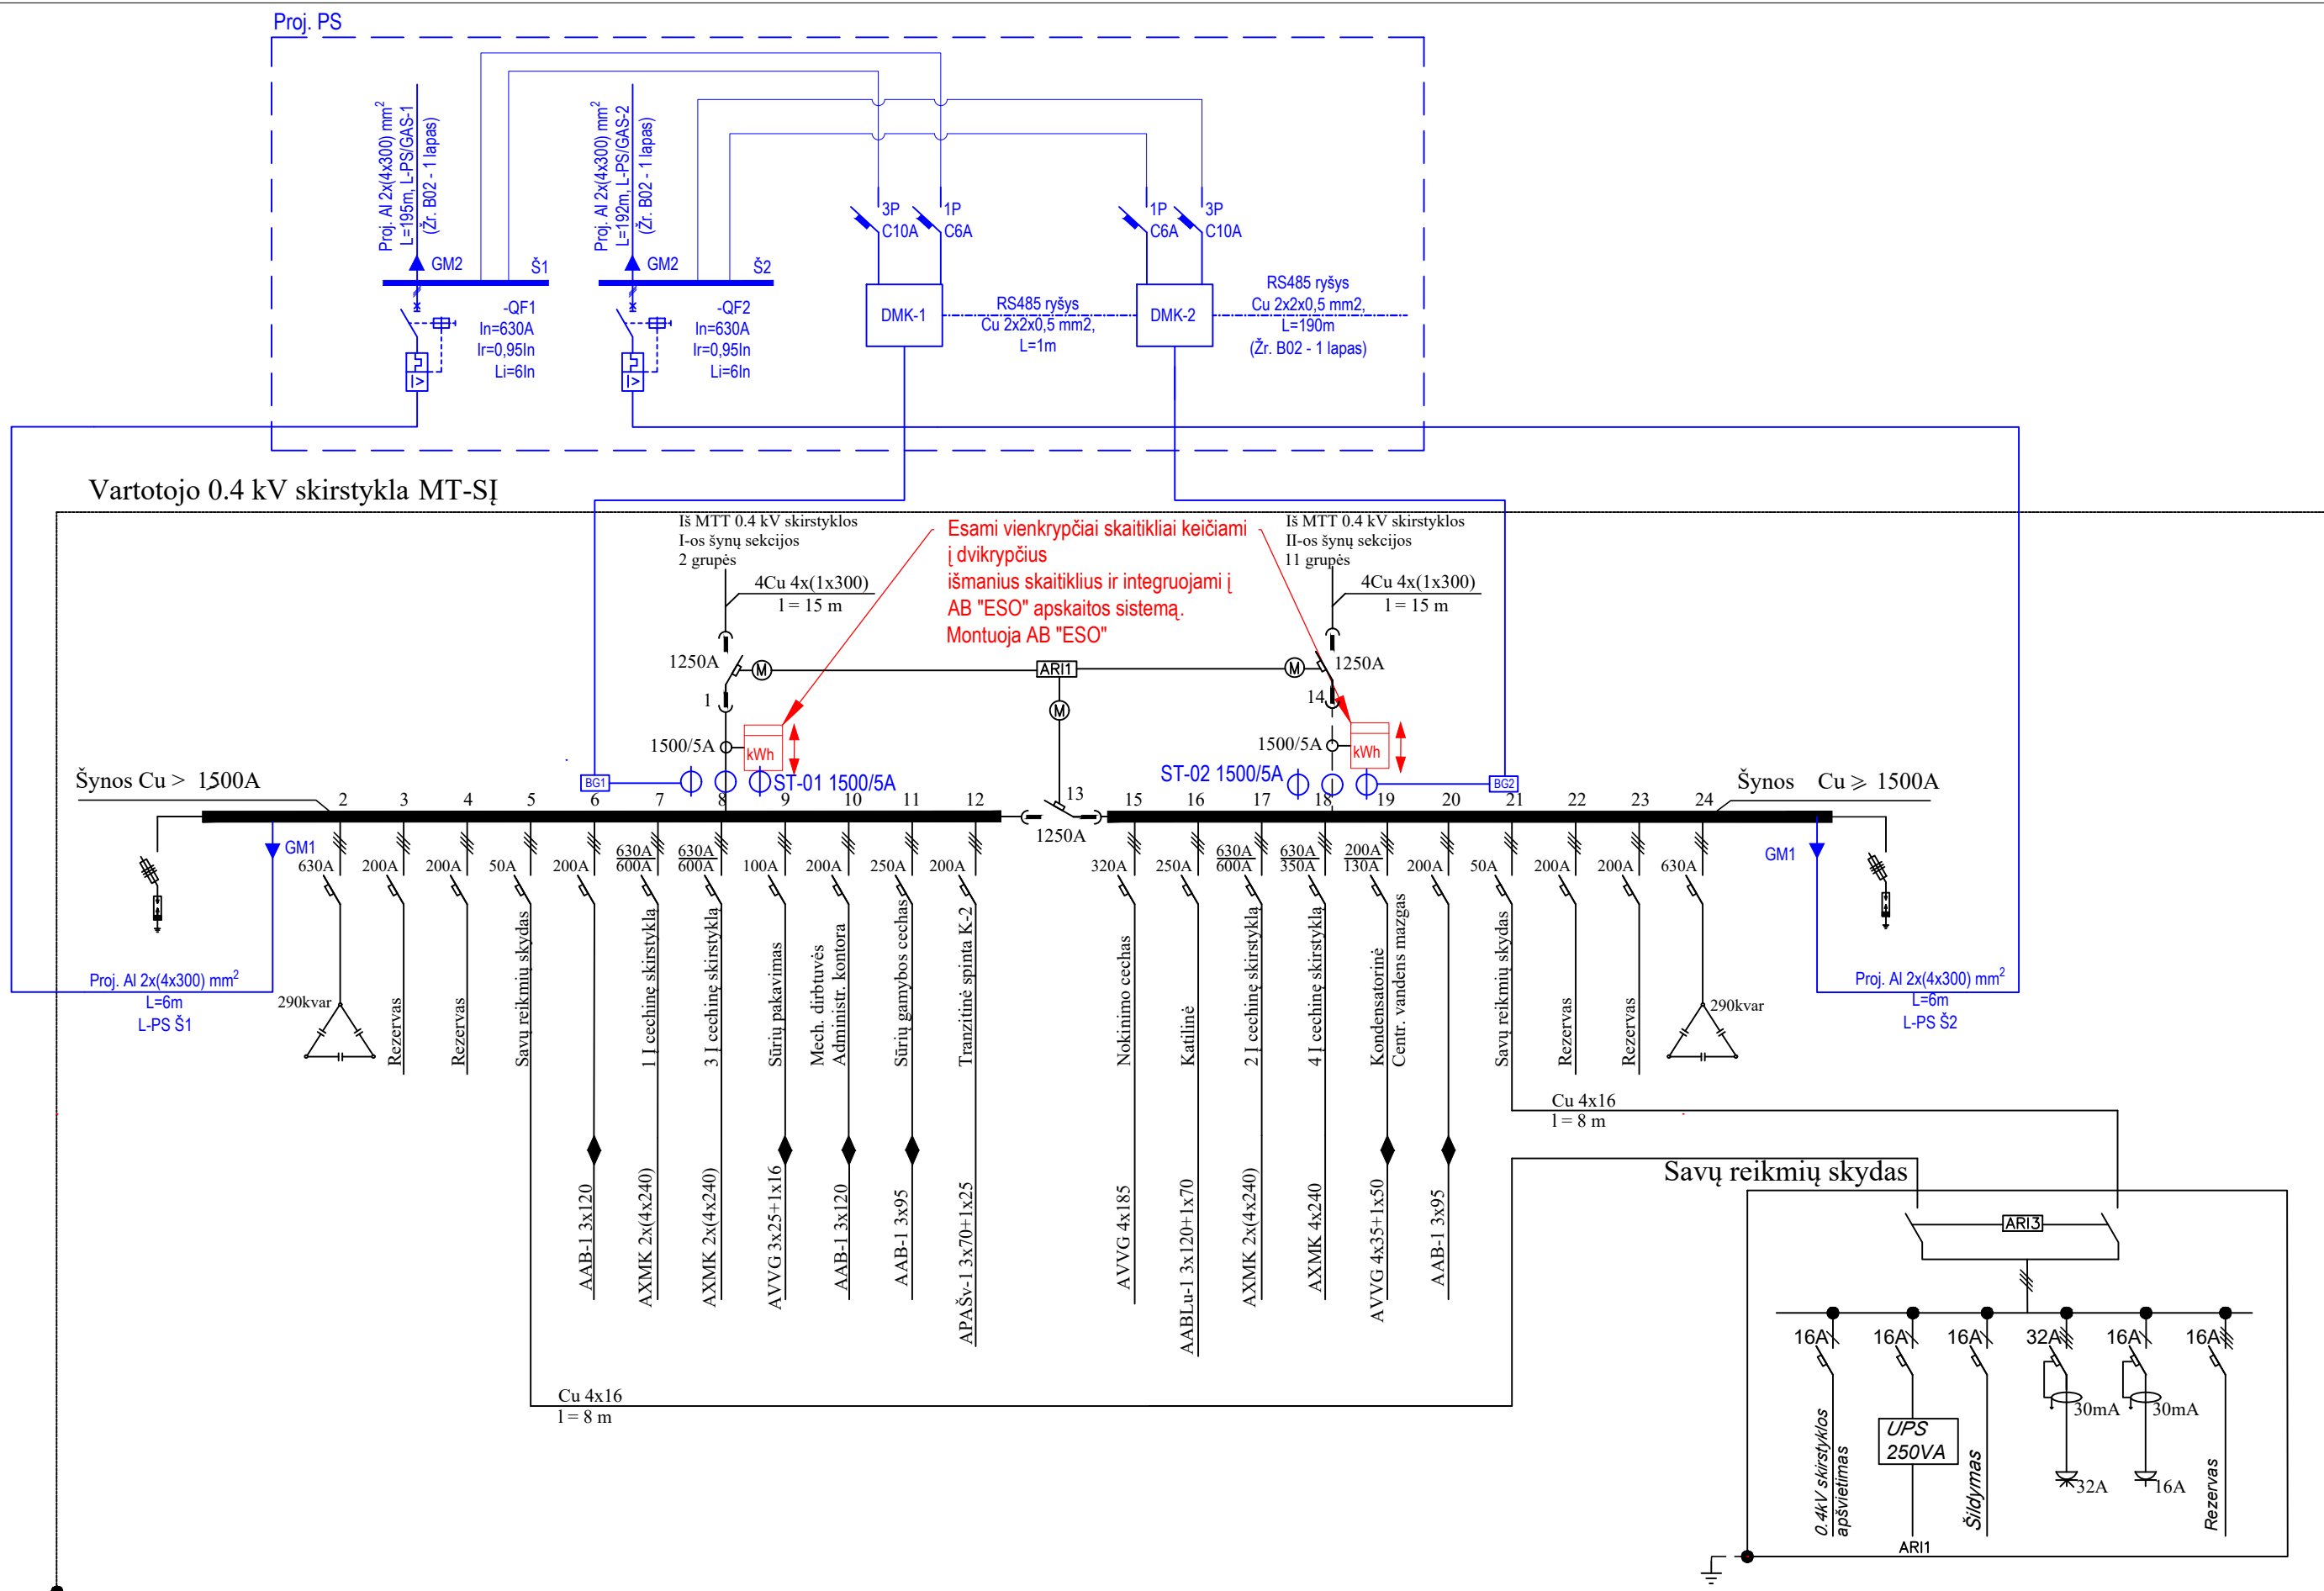 Proj. PS
Proj. Al 2x(4x300) mm²
L=195m, L-PS/GAS-1
(Žr. B02 - 1 lapas)
Proj. Al 2x(4x300) mm²
L=192m, L-PS/GAS-2
(Žr. B02 - 1 lapas)
GM2
Š1
GM2
Š2
-QF1
In=630A
Ir=0,95In
Li=6In
-QF2
In=630A
Ir=0,95In
Li=6In
3P
C10A
1P
C6A
1P
C6A
3P
C10A
DMK-1
RS485 ryšys
Cu 2x2x0,5 mm2,
L=1m
DMK-2
RS485 ryšys
Cu 2x2x0,5 mm2,
L=190m
(Žr. B02 - 1 lapas)
Vartotojo 0.4 kV skirstykla MT-SĮ
Iš MTT 0.4 kV skirstyklos
I-os šynų sekcijos
2 grupės
4Cu 4x(1x300)
l = 15 m
Esami vienkrypčiai skaitikliai keičiami
į dvikrypčius
išmanius skaitiklius ir integruojami į
AB "ESO" apskaitos sistemą.
Montuoja AB "ESO"
Iš MTT 0.4 kV skirstyklos
II-os šynų sekcijos
11 grupės
4Cu 4x(1x300)
l = 15 m
1250A
M
ARI1
M
1250A
1
M
14
1500/5A
kWh
1500/5A
kWh
BG1
ST-01 1500/5A
ST-02 1500/5A
BG2
Šynos Cu > 1500A
Šynos Cu ⩾ 1500A
2
3
4
5
6
7
8
9
10
11
12
13
1250A
15
16
17
18
19
20
21
22
23
24
GM1
GM1
630A
200A
200A
50A
200A
630A
600A
630A
600A
100A
200A
250A
200A
320A
250A
630A
600A
630A
350A
200A
130A
200A
50A
200A
200A
630A
Proj. Al 2x(4x300) mm²
L=6m
L-PS Š1
290kvar
Rezervas
Rezervas
Savų reikmių skydas
1 Į cechinę skirstyklą
3 Į cechinę skirstyklą
Sūrių pakavimas
Mech. dirbtuvės
Administr. kontora
Sūrių gamybos cechas
Tranzitinė spinta K-2
Nokinimo cechas
Katilinė
2 Į cechinę skirstyklą
4 Į cechinę skirstyklą
Kondensatorinė
Centr. vandens mazgas
Savų reikmių skydas
Rezervas
Rezervas
290kvar
Proj. Al 2x(4x300) mm²
L=6m
L-PS Š2
AAB-1 3x120
AXMK 2x(4x240)
AXMK 2x(4x240)
AVVG 3x25+1x16
AAB-1 3x120
AAB-1 3x95
APAŠv-1 3x70+1x25
AVVG 4x185
AABLu-1 3x120+1x70
AXMK 2x(4x240)
AXMK 4x240
AVVG 4x35+1x50
AAB-1 3x95
Cu 4x16
l = 8 m
Cu 4x16
l = 8 m
Savų reikmių skydas
ARI3
16A
16A
16A
32A
16A
16A
30mA
30mA
0.4kV skirstyklos
apšvietimas
UPS
250VA
ARI1
Šildymas
32A
16A
Rezervas